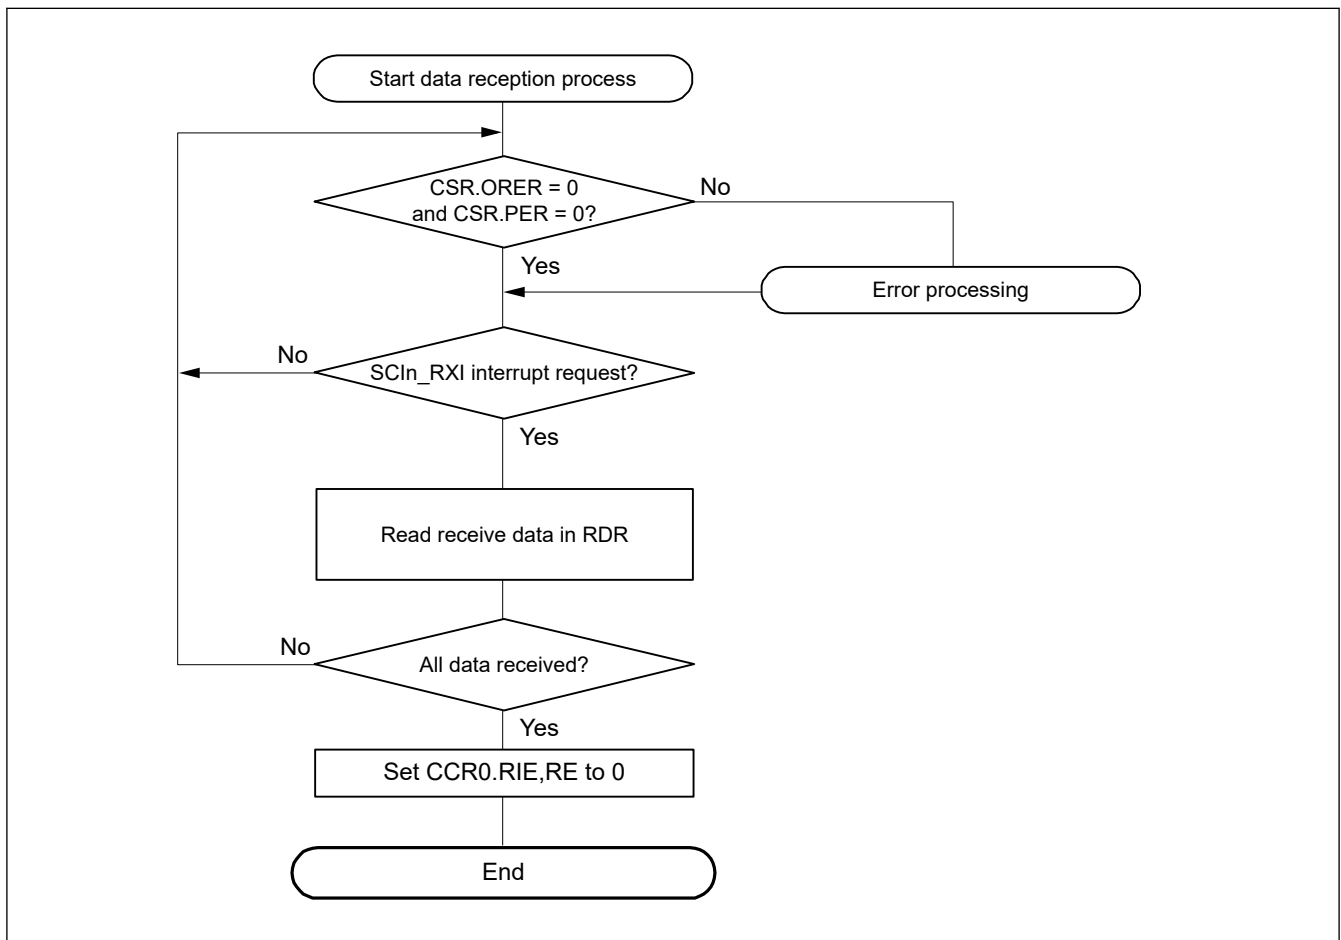 Start data reception process
CSR.ORER = 0
and CSR.PER = 0?
No
Yes
Error processing
No
SCIn_RXI interrupt request?
Yes
Read receive data in RDR
No
All data received?
Yes
Set CCR0.RIE,RE to 0
End